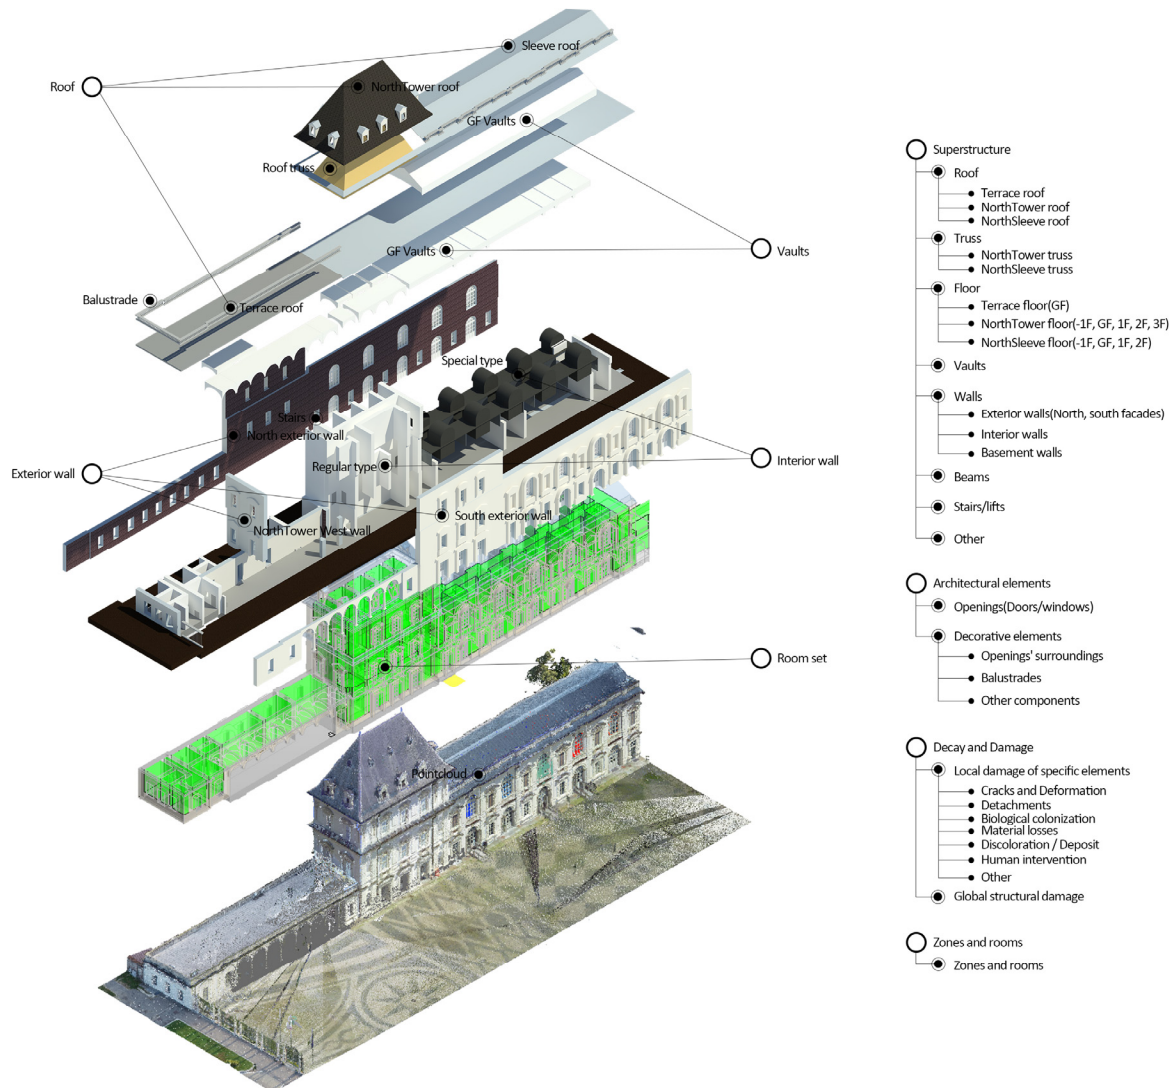 Sleeve roof
Roof
NorthTower roof
GF Vaults
Roof truss
GF Vaults
Vaults
Balustrade
Terrace roof
Special type
Stairs
North exterior wall
Exterior wall
Regular type
Interior wall
South exterior wall
NorthTower West wall
Room set
Pointcloud
Superstructure
Roof
Terrace roof
NorthTower roof
NorthSleeve roof
Truss
NorthTower truss
NorthSleeve truss
Floor
Terrace floor(GF)
NorthTower floor(-1F, GF, 1F, 2F, 3F)
NorthSleeve floor(-1F, GF, 1F, 2F)
Vaults
Walls
Exterior walls(North, south facades)
Interior walls
Basement walls
Beams
Stairs/lifts
Other
Architectural elements
Openings(Doors/windows)
Decorative elements
Openings' surroundings
Balustrades
Other components
Decay and Damage
Local damage of specific elements
Cracks and Deformation
Detachments
Biological colonization
Material losses
Discoloration / Deposit
Human intervention
Other
Global structural damage
Zones and rooms
Zones and rooms